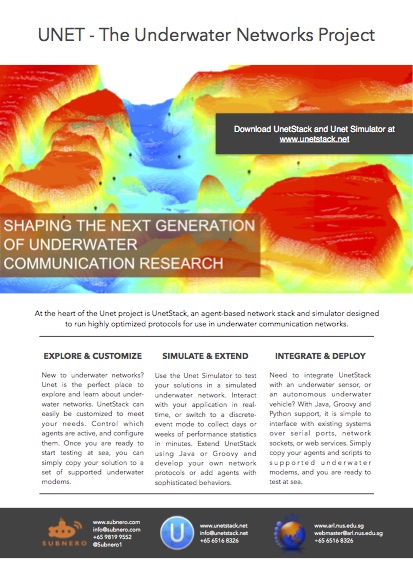 UNET - The Underwater Networks Project
Download UnetStack and Unet Simulator at
www.unetstack.net
SHAPING THE NEXT GENERATION
OF UNDERWATER
COMMUNICATION RESEARCH
At the heart of the Unet project is UnetStack, an agent-based network stack and simulator designed
to run highly optimized protocols for use in underwater communication networks.
EXPLORE & CUSTOMIZE
New to underwater networks?
Unet is the perfect place to
explore and learn about under-
water networks. UnetStack can
easily be customized to meet
your needs. Control which
agents are active, and configure
them. Once you are ready to
start testing at sea, you can
simply copy your solution to a
set of supported underwater
modems.
SIMULATE & EXTEND
Use the Unet Simulator to test
your solutions in a simulated
underwater network. Interact
with your application in real-
time, or switch to a discrete-
event mode to collect days or
weeks of performance statistics
in minutes. Extend UnetStack
using Java or Groovy and
develop your own network
protocols or add agents with
sophisticated behaviors.
INTEGRATE & DEPLOY
Need to integrate UnetStack
with an underwater sensor, or
an autonomous underwater
vehicle? With Java, Groovy and
Python support, it is simple to
interface with existing systems
over serial ports, network
sockets, or web services. Simply
copy your agents and scripts to
supported underwater
modems, and you are ready to
test at sea.
SUBNERO
www.subnero.com
info@subnero.com
+65 9819 9552
@Subnero1
U
www.unetstack.net
info@unetstack.net
+65 6516 8326
www.arl.nus.edu.sg
webmaster@arl.nus.edu.sg
+65 6516 8326